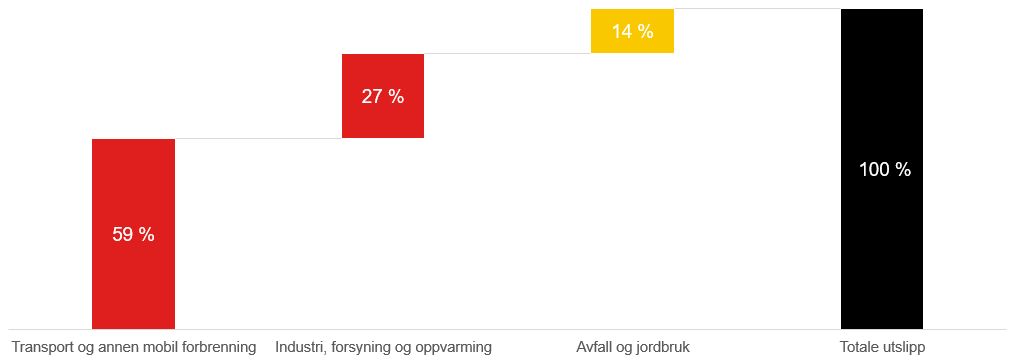 14 %
27 %
100 %
59 %
Transport og annen mobil forbrenning
Industri, forsyning og oppvarming
Avfall og jordbruk
Totale utslipp